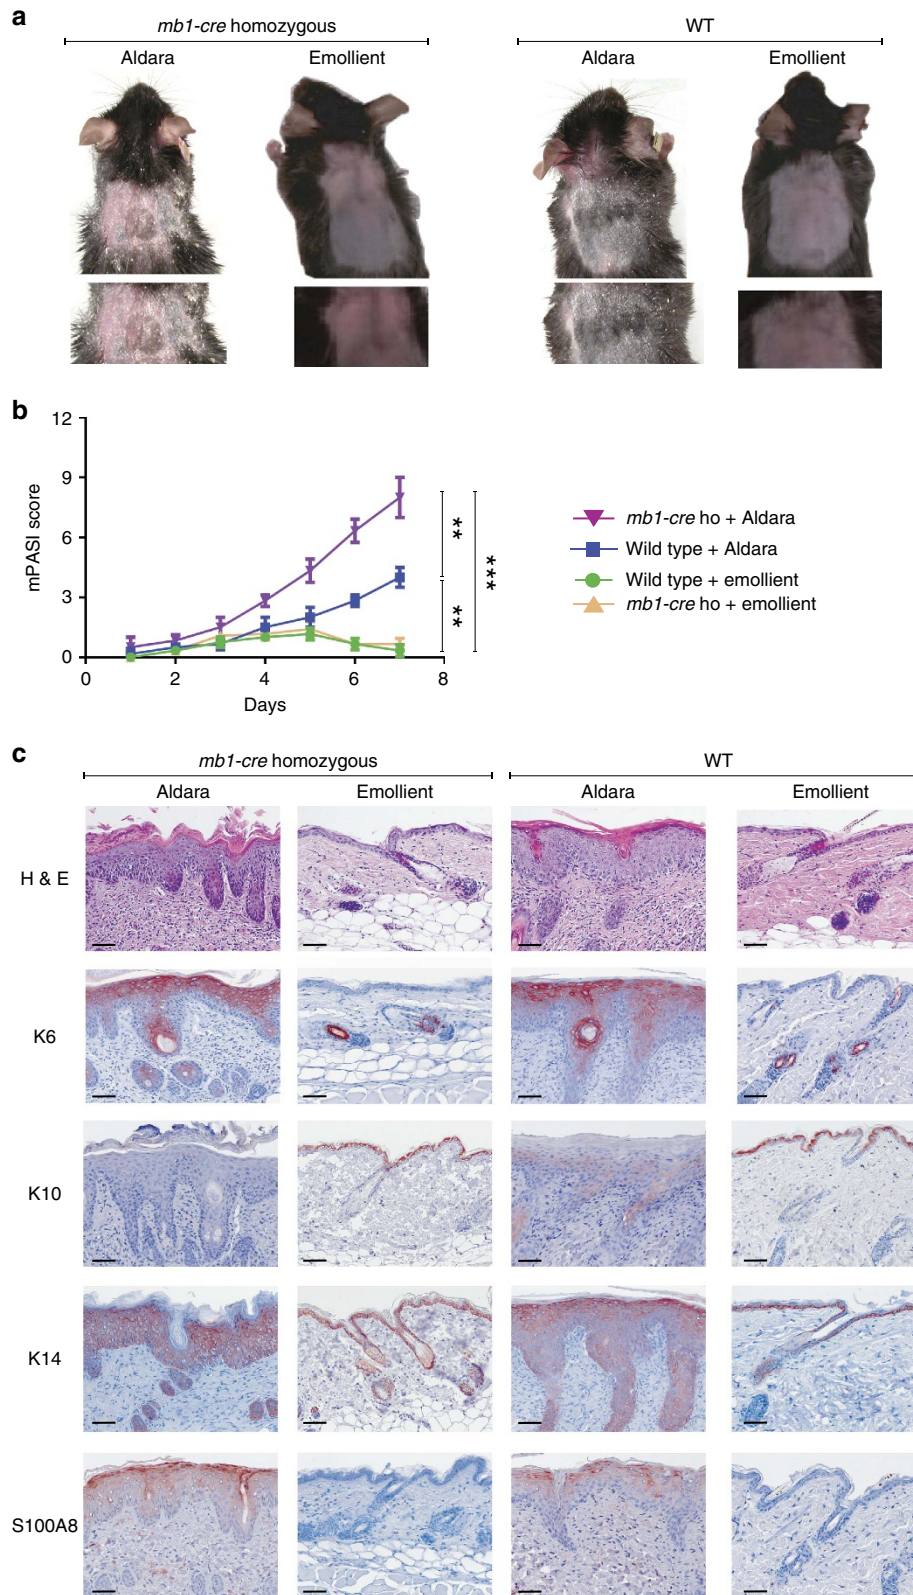 a
mb1-cre homozygous
WT
Aldara
Emollient
Aldara
Emollient
b
12
9
6
3
0
mPASI score
0
2
4
6
8
Days
**
**
***
mb1-cre ho + Aldara
Wild type + Aldara
Wild type + emollient
mb1-cre ho + emollient
c
mb1-cre homozygous
WT
Aldara
Emollient
Aldara
Emollient
H & E
K6
K10
K14
S100A8